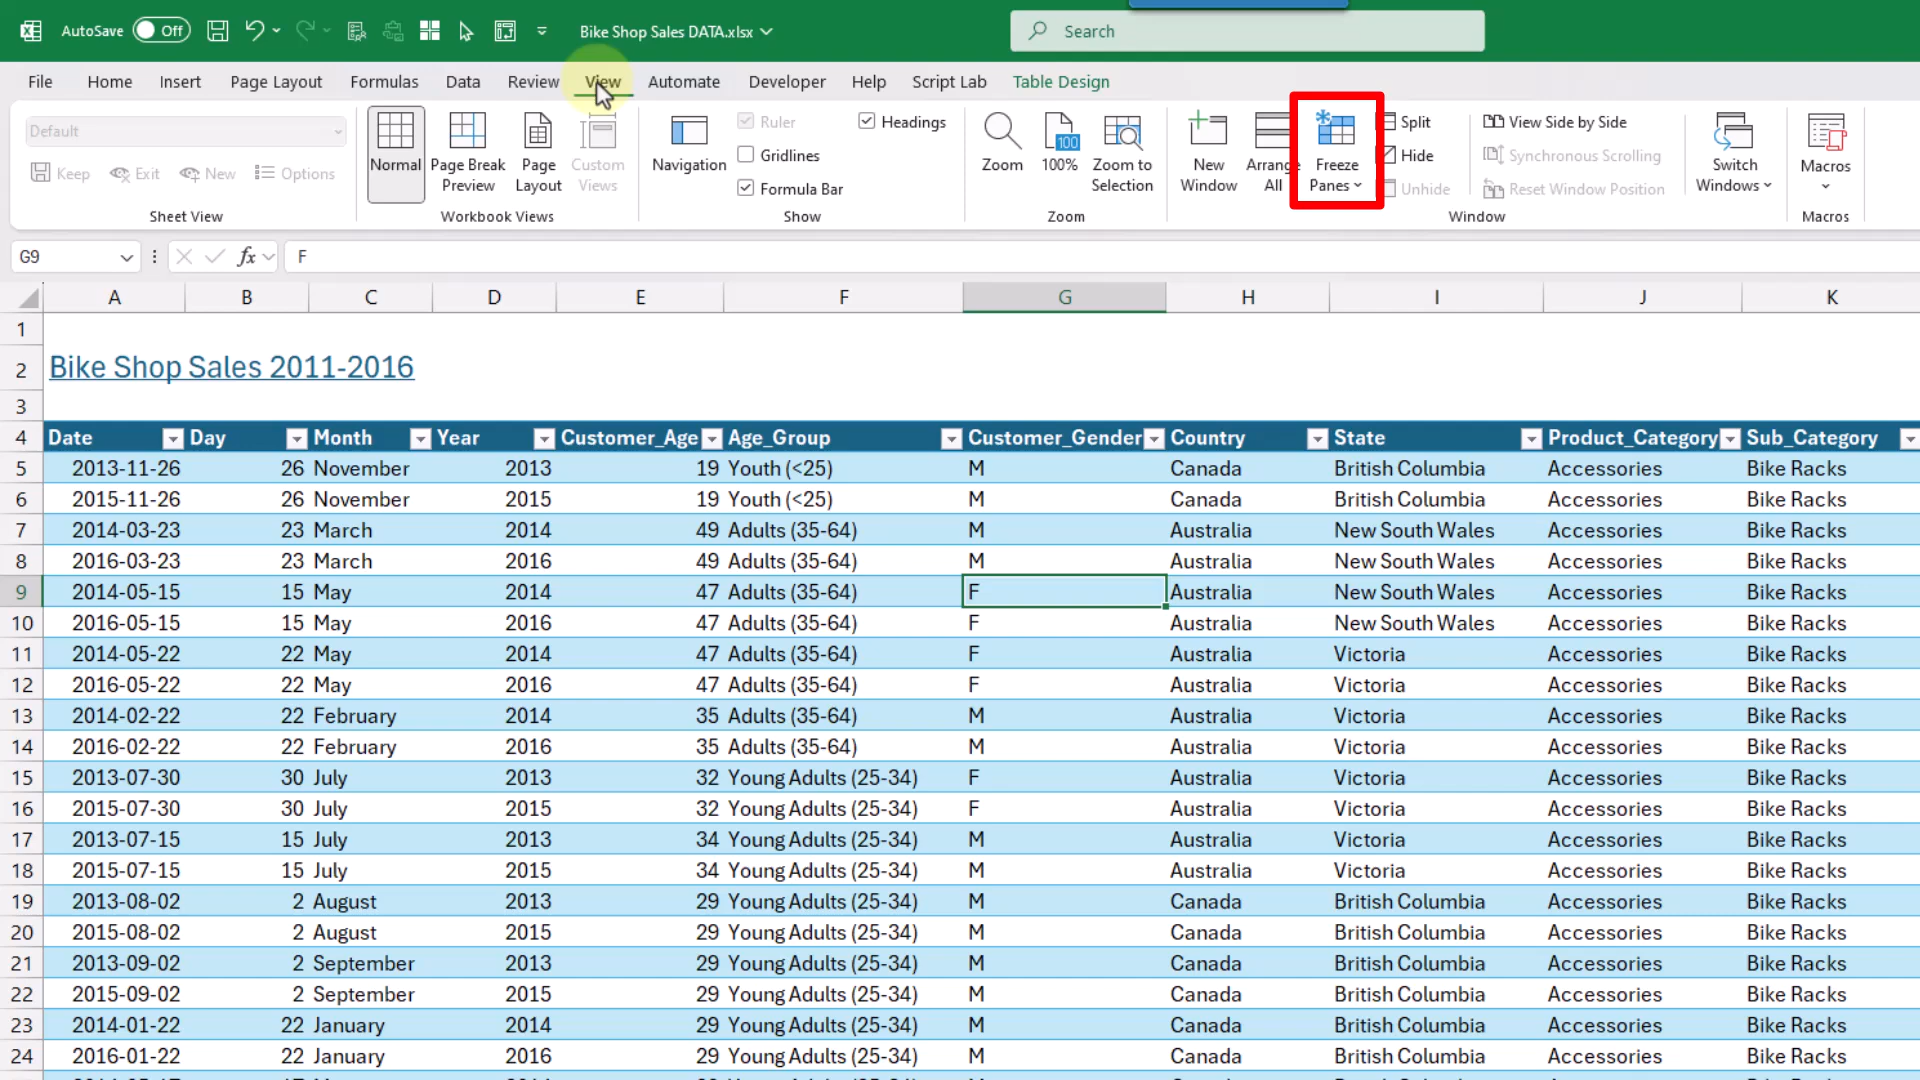 AutoSave Off Bike Shop Sales DATA.xlsx Search
File Home Insert Page Layout Formulas Data Review View Automate Developer Help Script Lab Table Design
Default
Keep Exit New Options
Sheet View
Normal Page Break Preview Page Layout Custom Views
Workbook Views
Navigation
Ruler Headings
Gridlines
Formula Bar
Show
Zoom 100% Zoom to Selection
100
Zoom
New Window Arrange All Freeze Panes
Split
Hide
Unhide
View Side by Side
Synchronous Scrolling
Reset Window Position
Switch Windows
Window
Macros
Macros
G9 fx F
A B C D E F G H I J K
1
2 Bike Shop Sales 2011-2016
3
4 Date Day Month Year Customer_Age Age_Group Customer_Gender Country State Product_Category Sub_Category
5 2013-11-26 26 November 2013 19 Youth (<25) M Canada British Columbia Accessories Bike Racks
6 2015-11-26 26 November 2015 19 Youth (<25) M Canada British Columbia Accessories Bike Racks
7 2014-03-23 23 March 2014 49 Adults (35-64) M Australia New South Wales Accessories Bike Racks
8 2016-03-23 23 March 2016 49 Adults (35-64) M Australia New South Wales Accessories Bike Racks
9 2014-05-15 15 May 2014 47 Adults (35-64) F Australia New South Wales Accessories Bike Racks
10 2016-05-15 15 May 2016 47 Adults (35-64) F Australia New South Wales Accessories Bike Racks
11 2014-05-22 22 May 2014 47 Adults (35-64) F Australia Victoria Accessories Bike Racks
12 2016-05-22 22 May 2016 47 Adults (35-64) F Australia Victoria Accessories Bike Racks
13 2014-02-22 22 February 2014 35 Adults (35-64) M Australia Victoria Accessories Bike Racks
14 2016-02-22 22 February 2016 35 Adults (35-64) M Australia Victoria Accessories Bike Racks
15 2013-07-30 30 July 2013 32 Young Adults (25-34) F Australia Victoria Accessories Bike Racks
16 2015-07-30 30 July 2015 32 Young Adults (25-34) F Australia Victoria Accessories Bike Racks
17 2013-07-15 15 July 2013 34 Young Adults (25-34) M Australia Victoria Accessories Bike Racks
18 2015-07-15 15 July 2015 34 Young Adults (25-34) M Australia Victoria Accessories Bike Racks
19 2013-08-02 2 August 2013 29 Young Adults (25-34) M Canada British Columbia Accessories Bike Racks
20 2015-08-02 2 August 2015 29 Young Adults (25-34) M Canada British Columbia Accessories Bike Racks
21 2013-09-02 2 September 2013 29 Young Adults (25-34) M Canada British Columbia Accessories Bike Racks
22 2015-09-02 2 September 2015 29 Young Adults (25-34) M Canada British Columbia Accessories Bike Racks
23 2014-01-22 22 January 2014 29 Young Adults (25-34) M Canada British Columbia Accessories Bike Racks
24 2016-01-22 22 January 2016 29 Young Adults (25-34) M Canada British Columbia Accessories Bike Racks